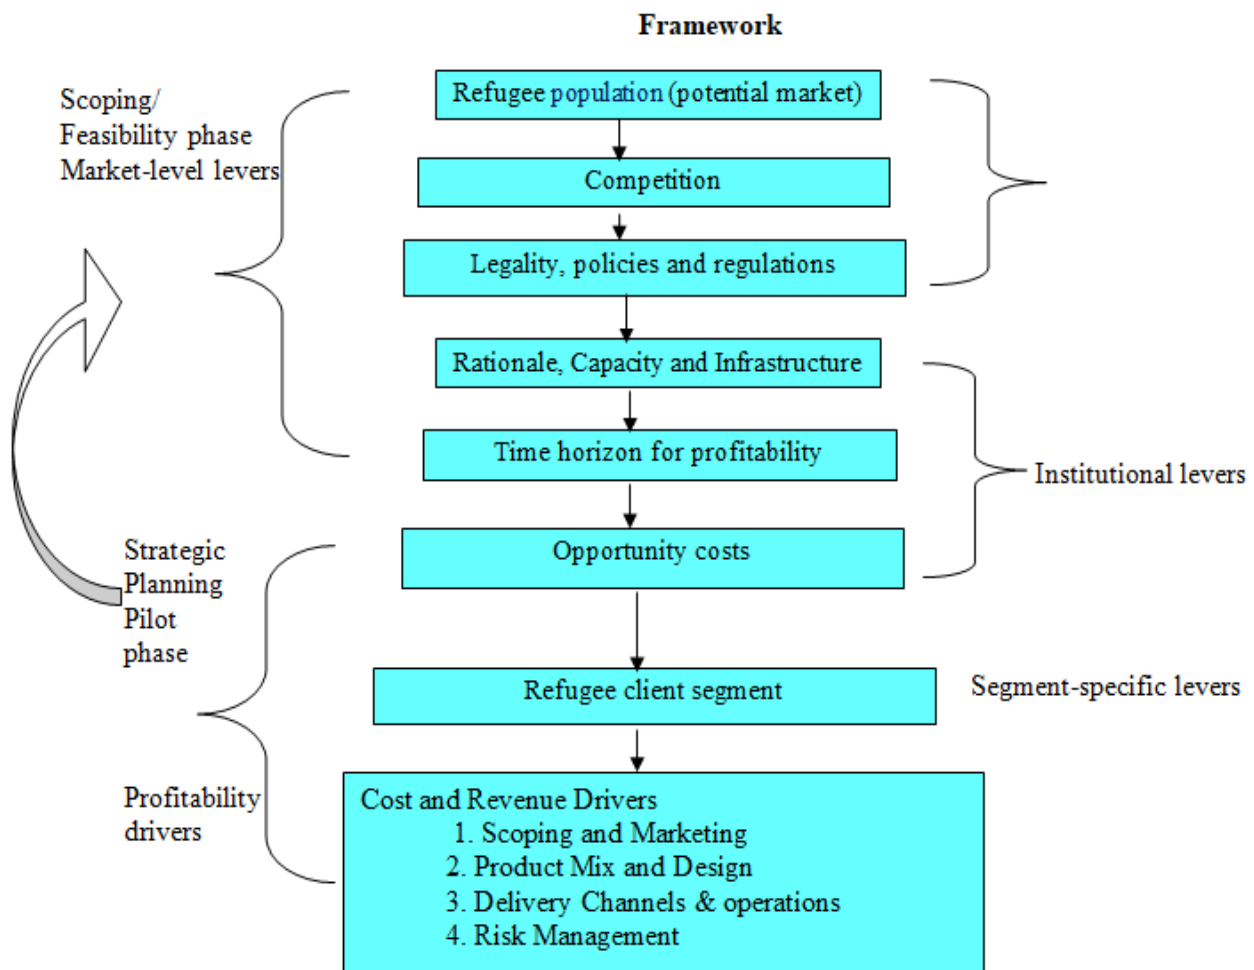 Framework
Scoping/
Feasibility phase
Market-level levers
Refugee population (potential market)
Competition
Legality, policies and regulations
Rationale, Capacity and Infrastructure
Time horizon for profitability
Institutional levers
Opportunity costs
Strategic
Planning
Pilot
phase
Refugee client segment
Segment-specific levers
Profitability
drivers
Cost and Revenue Drivers
1. Scoping and Marketing
2. Product Mix and Design
3. Delivery Channels & operations
4. Risk Management